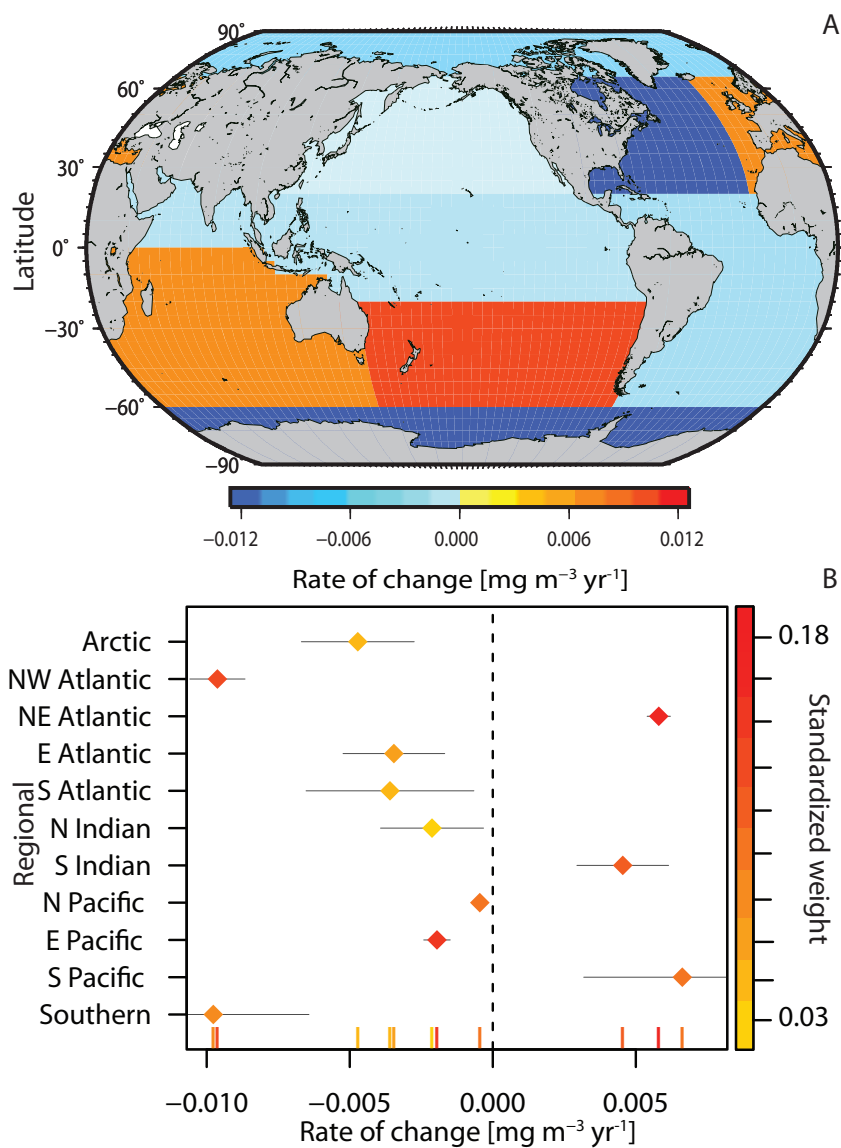 A
90°
60°
30°
0°
−30°
−60°
−90
Latitude
−0.012 −0.006 0.000 0.006 0.012
Rate of change [mg m⁻³ yr⁻¹]
B
Arctic
NW Atlantic
NE Atlantic
E Atlantic
S Atlantic
N Indian
S Indian
N Pacific
E Pacific
S Pacific
Southern
Regional
0.18
0.03
Standardized weight
−0.010 −0.005 0.000 0.005
Rate of change [mg m⁻³ yr⁻¹]